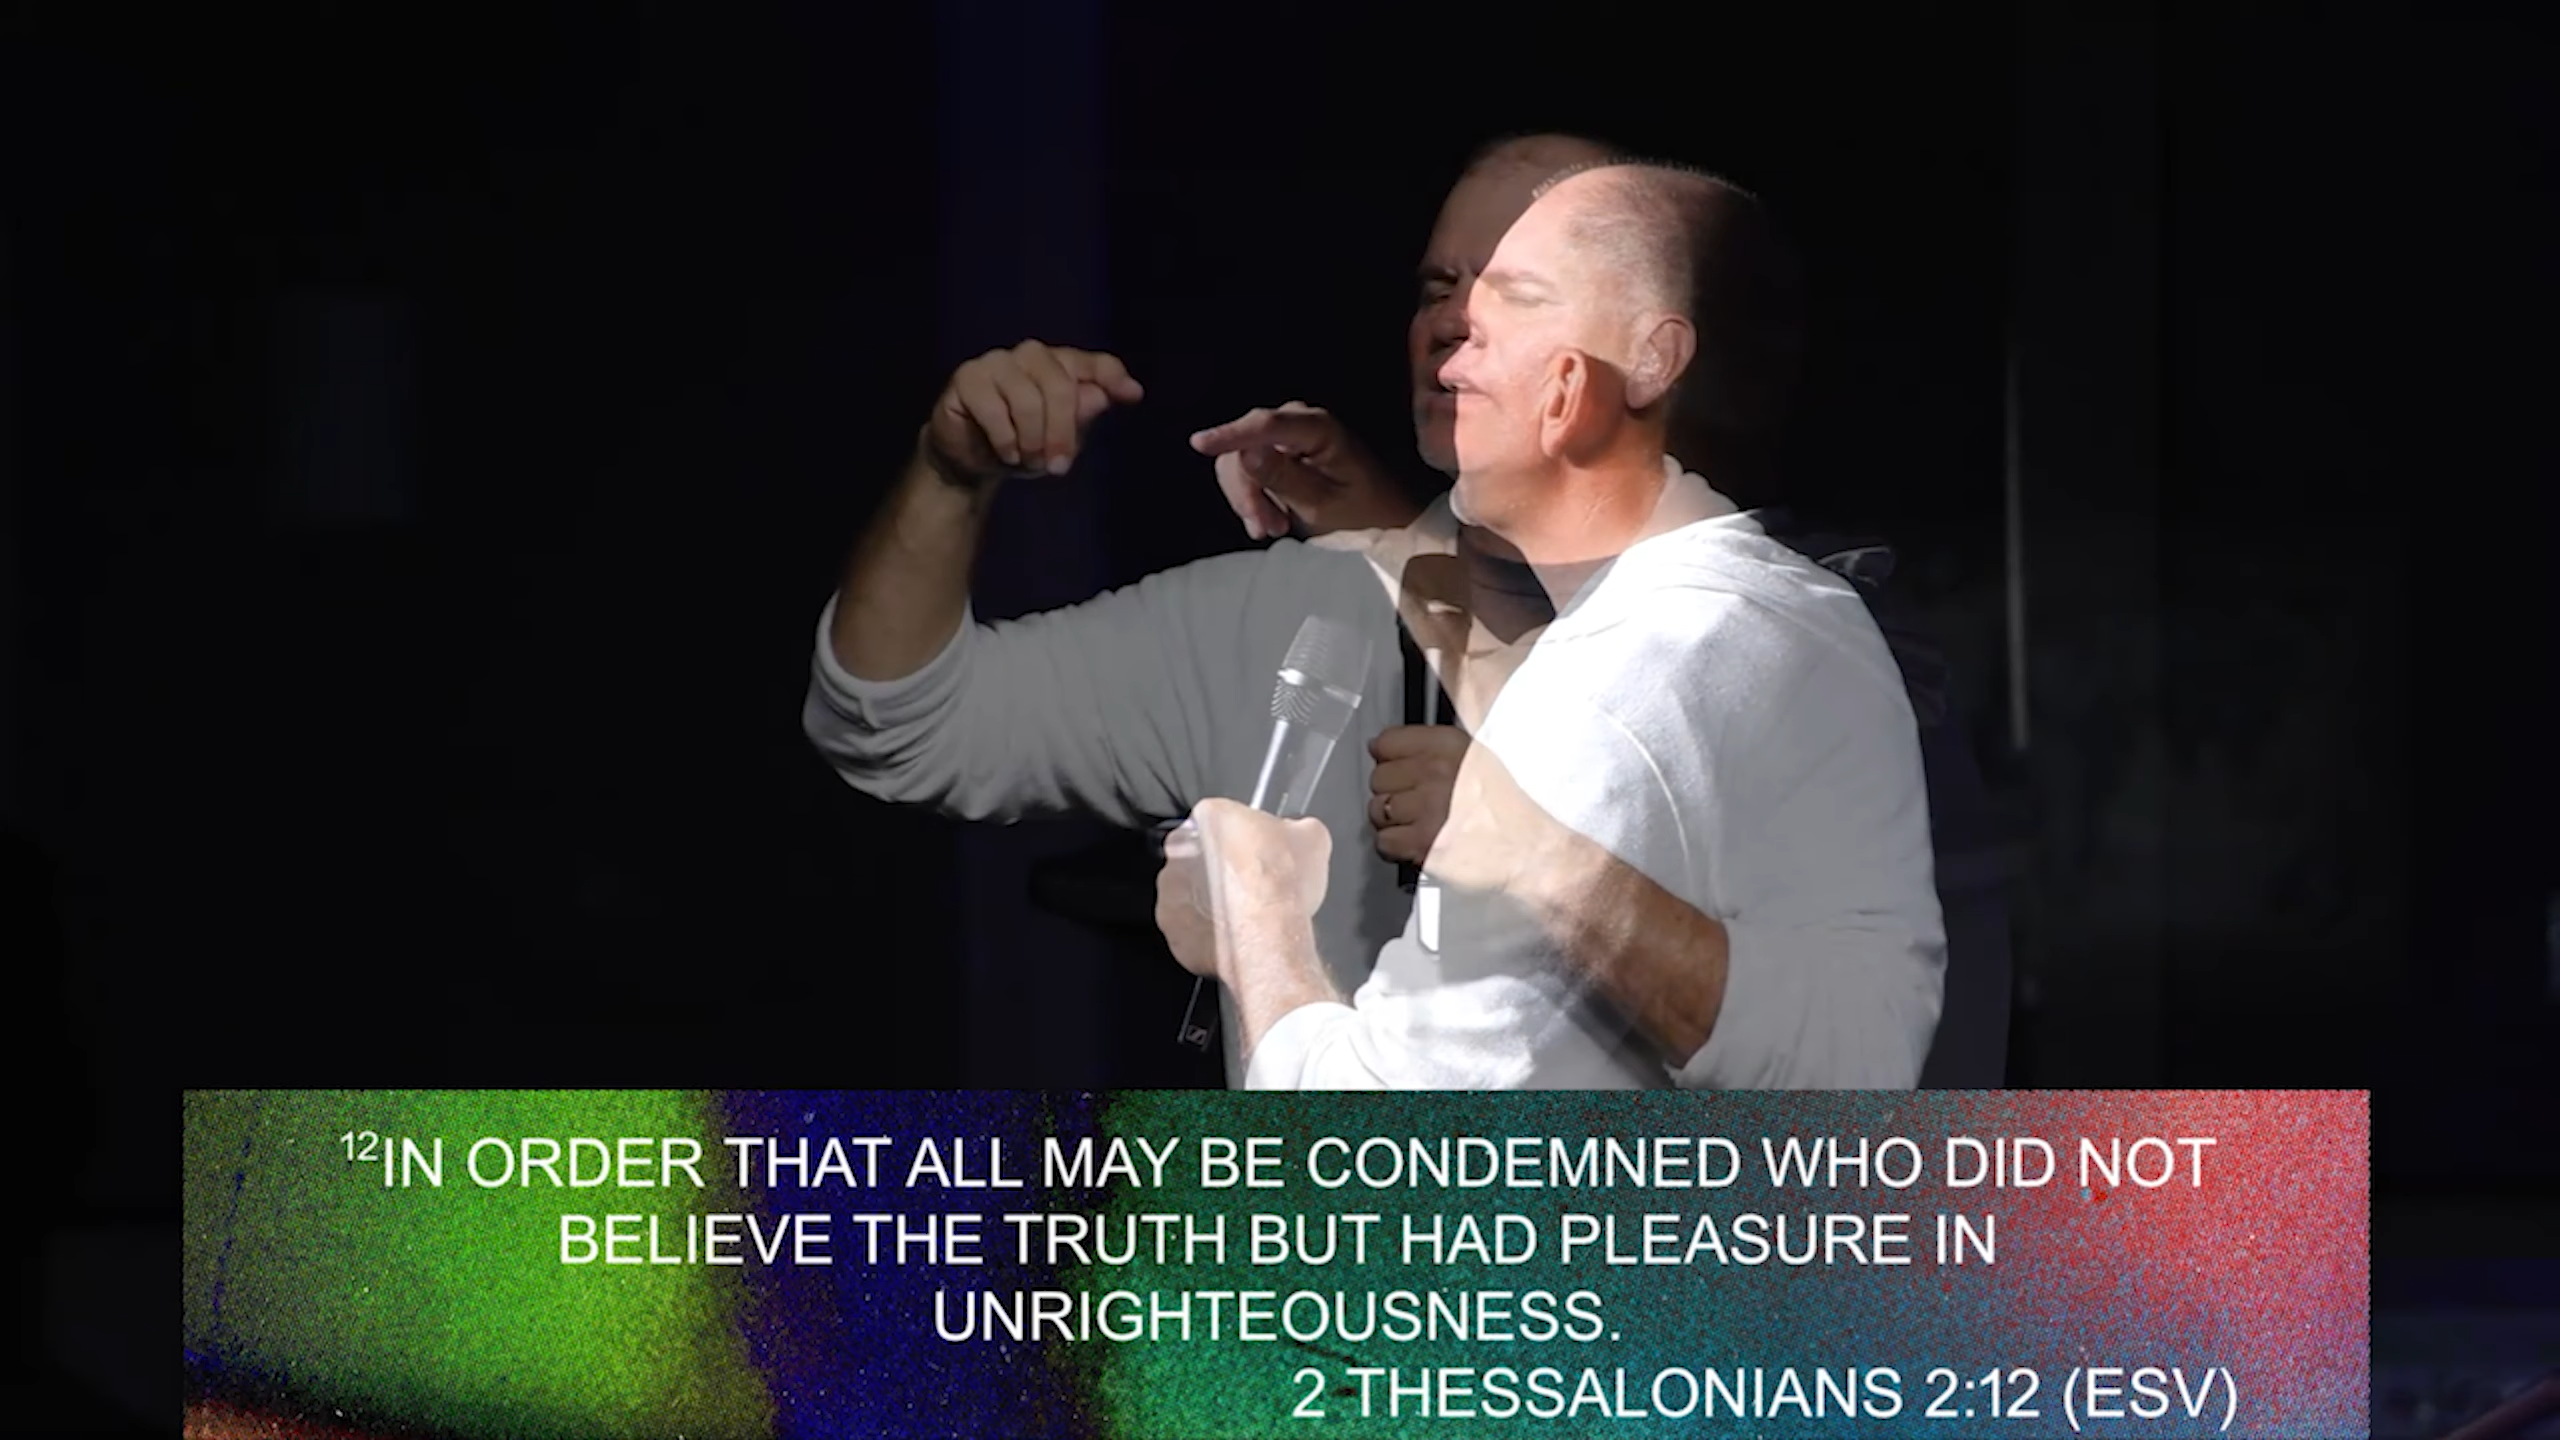 ¹²IN ORDER THAT ALL MAY BE CONDEMNED WHO DID NOT
BELIEVE THE TRUTH BUT HAD PLEASURE IN
UNRIGHTEOUSNESS.
2 THESSALONIANS 2:12 (ESV)